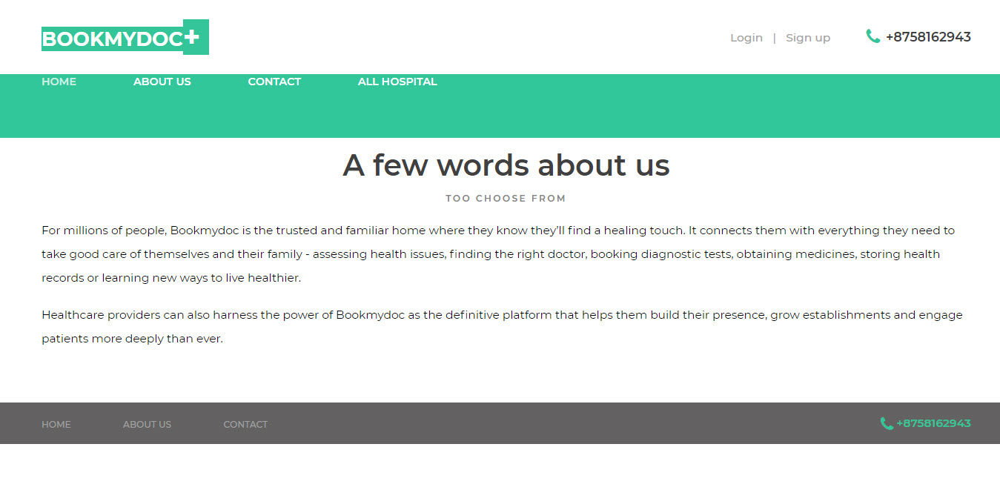 BOOKMYDOC+
Login | Sign up +8758162943
HOME ABOUT US CONTACT ALL HOSPITAL
A few words about us
TOO CHOOSE FROM
For millions of people, Bookmydoc is the trusted and familiar home where they know they’ll find a healing touch. It connects them with everything they need to
take good care of themselves and their family - assessing health issues, finding the right doctor, booking diagnostic tests, obtaining medicines, storing health
records or learning new ways to live healthier.
Healthcare providers can also harness the power of Bookmydoc as the definitive platform that helps them build their presence, grow establishments and engage
patients more deeply than ever.
HOME ABOUT US CONTACT +8758162943